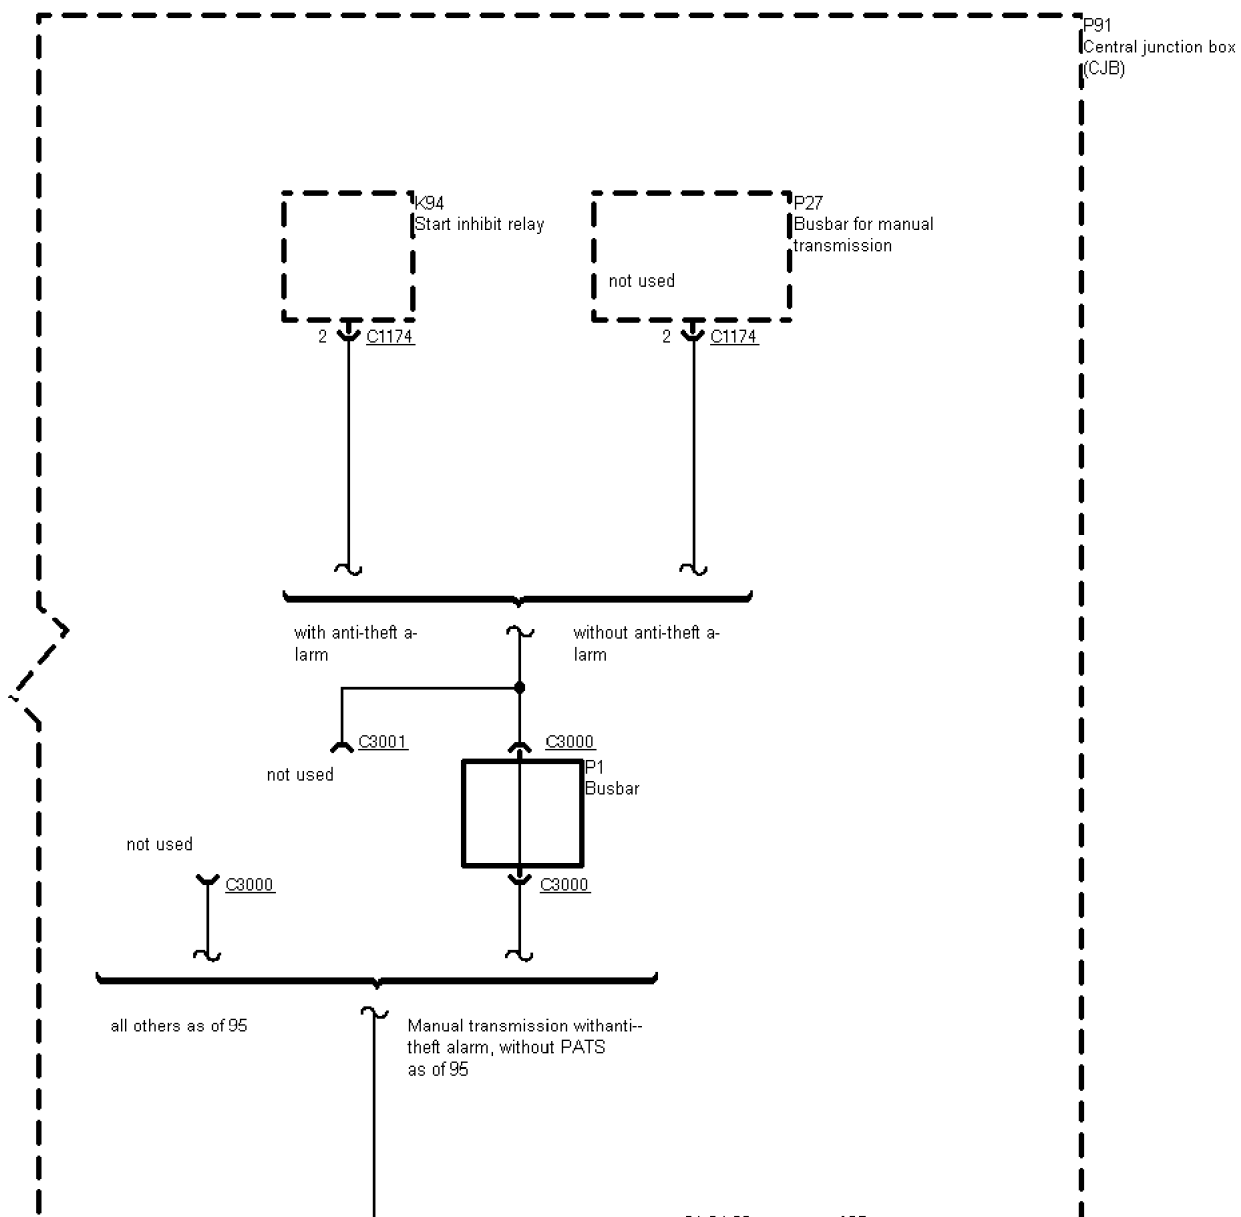 P91
Central junction box
(CJB)
K94
Start inhibit relay
P27
Busbar for manual
transmission
not used
2 C1174
2 C1174
with anti-theft a-
larm
without anti-theft a-
larm
C3001
C3000
not used
P1
Busbar
not used
C3000
C3000
all others as of 95
Manual transmission withanti--
theft alarm, without PATS
as of 95